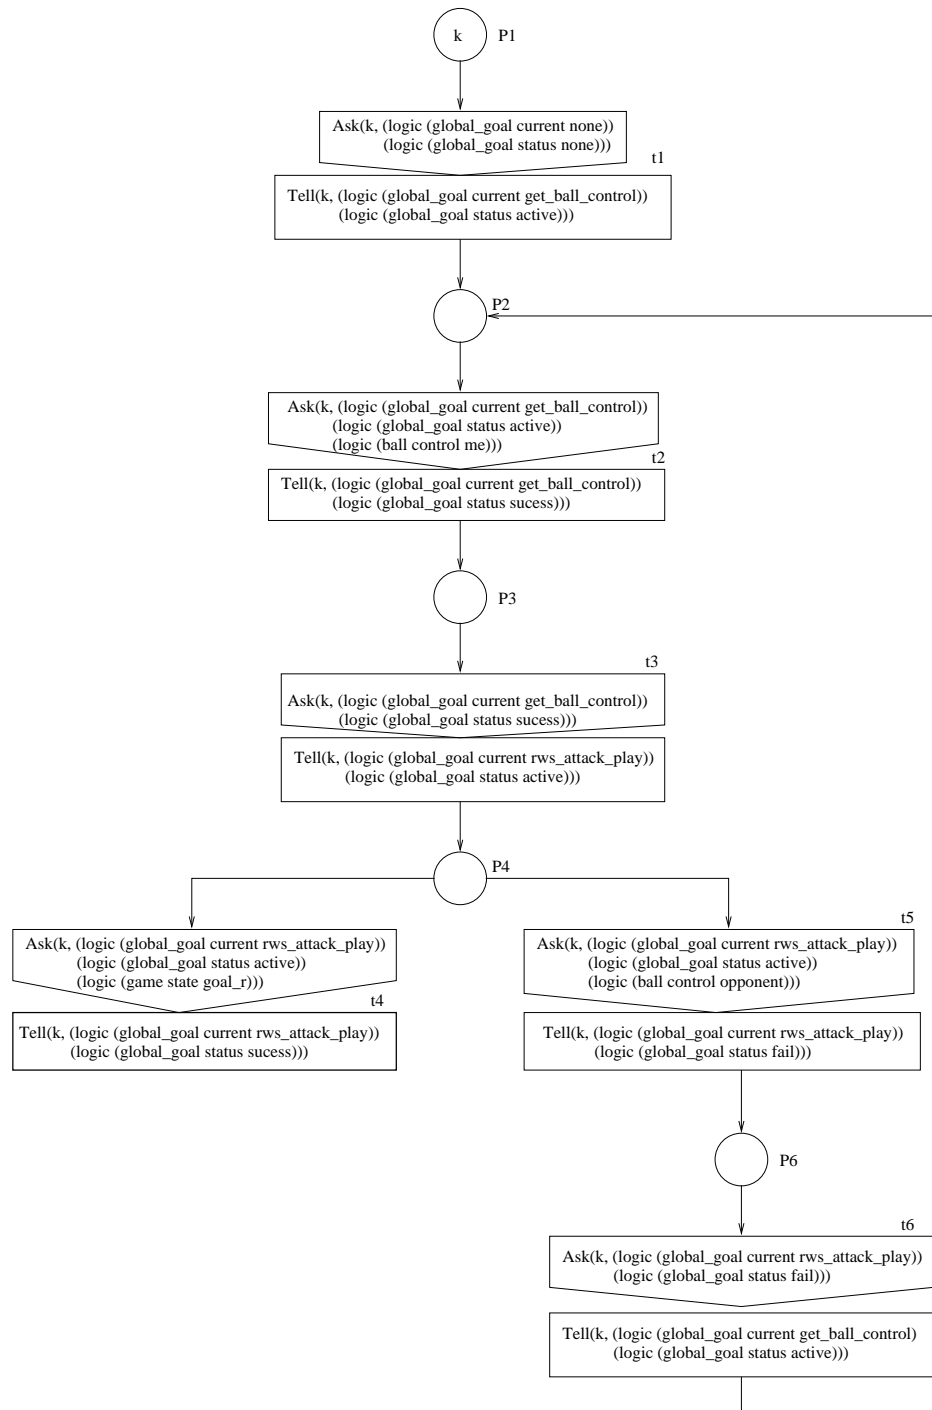 k
P1
Ask(k, (logic (global_goal current none))
(logic (global_goal status none)))
t1
Tell(k, (logic (global_goal current get_ball_control))
(logic (global_goal status active)))
P2
Ask(k, (logic (global_goal current get_ball_control))
(logic (global_goal status active))
(logic (ball control me)))
t2
Tell(k, (logic (global_goal current get_ball_control))
(logic (global_goal status sucess)))
P3
t3
Ask(k, (logic (global_goal current get_ball_control))
(logic (global_goal status sucess)))
Tell(k, (logic (global_goal current rws_attack_play))
(logic (global_goal status active)))
P4
Ask(k, (logic (global_goal current rws_attack_play))
(logic (global_goal status active))
(logic (game state goal_r)))
t4
Tell(k, (logic (global_goal current rws_attack_play))
(logic (global_goal status sucess)))
t5
Ask(k, (logic (global_goal current rws_attack_play))
(logic (global_goal status active))
(logic (ball control opponent)))
Tell(k, (logic (global_goal current rws_attack_play))
(logic (global_goal status fail)))
P6
t6
Ask(k, (logic (global_goal current rws_attack_play))
(logic (global_goal status fail)))
Tell(k, (logic (global_goal current get_ball_control)
(logic (global_goal status active)))